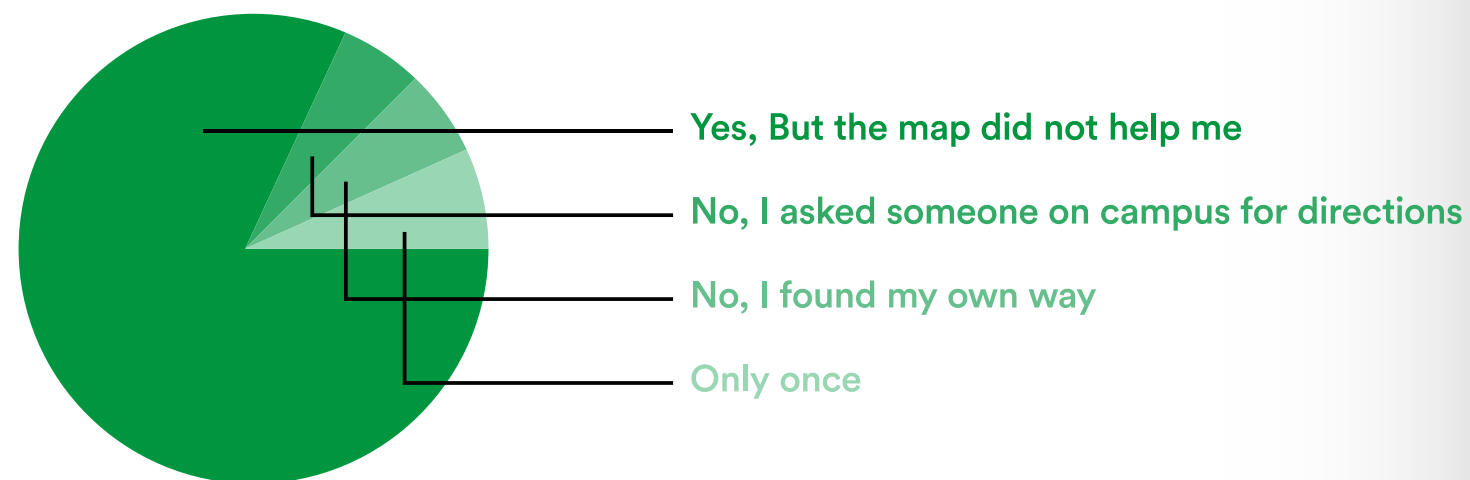 Yes, But the map did not help me
No, I asked someone on campus for directions
No, I found my own way
Only once